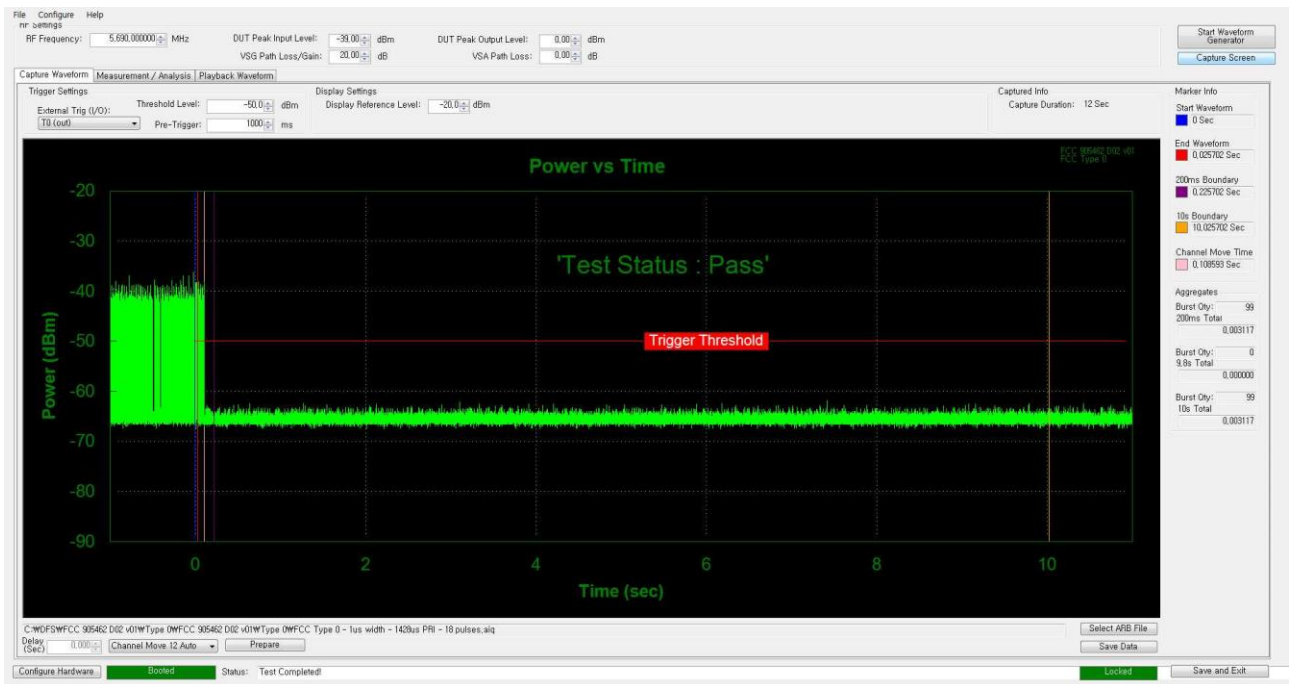 File Configure Help
RF Settings
RF Frequency: 5,690,000000 MHz DUT Peak Input Level: -39,00 dBm DUT Peak Output Level: 0,00 dBm
VSG Path Loss/Gain: 20,00 dB VSA Path Loss: 0,00 dB
Start Waveform
Generator
Capture Screen
Capture Waveform Measurement / Analysis Playback Waveform
Trigger Settings
External Trig (I/O): Threshold Level: -50,0 dBm
T0 (out) Pre-Trigger: 1000 ms
Display Settings
Display Reference Level: -20,0 dBm
Captured Info
Capture Duration: 12 Sec
Marker Info
Start Waveform
0 Sec
End Waveform
0,025702 Sec
200ms Boundary
0,225702 Sec
10s Boundary
10,025702 Sec
Channel Move Time
0,108593 Sec
Aggregates
Burst Qty: 99
200ms Total
0,003117
Burst Qty: 0
9,8s Total
0,000000
Burst Qty: 99
10s Total
0,003117
FCC 905462 D02 v01
FCC Type 0
Power vs Time
'Test Status : Pass'
Trigger Threshold
Power (dBm)
-20
-30
-40
-50
-60
-70
-80
-90
0 2 4 6 8 10
Time (sec)
C:₩DFS₩FCC 905462 D02 v01₩Type 0₩FCC 905462 D02 v01₩Type 0₩FCC Type 0 - 1us width - 1428us PRI - 18 pulses,aiq
Select ARB File
Delay
(Sec) 0,000 Channel Move 12 Auto Prepare
Save Data
Configure Hardware Booted Status: Test Completed! Locked Save and Exit